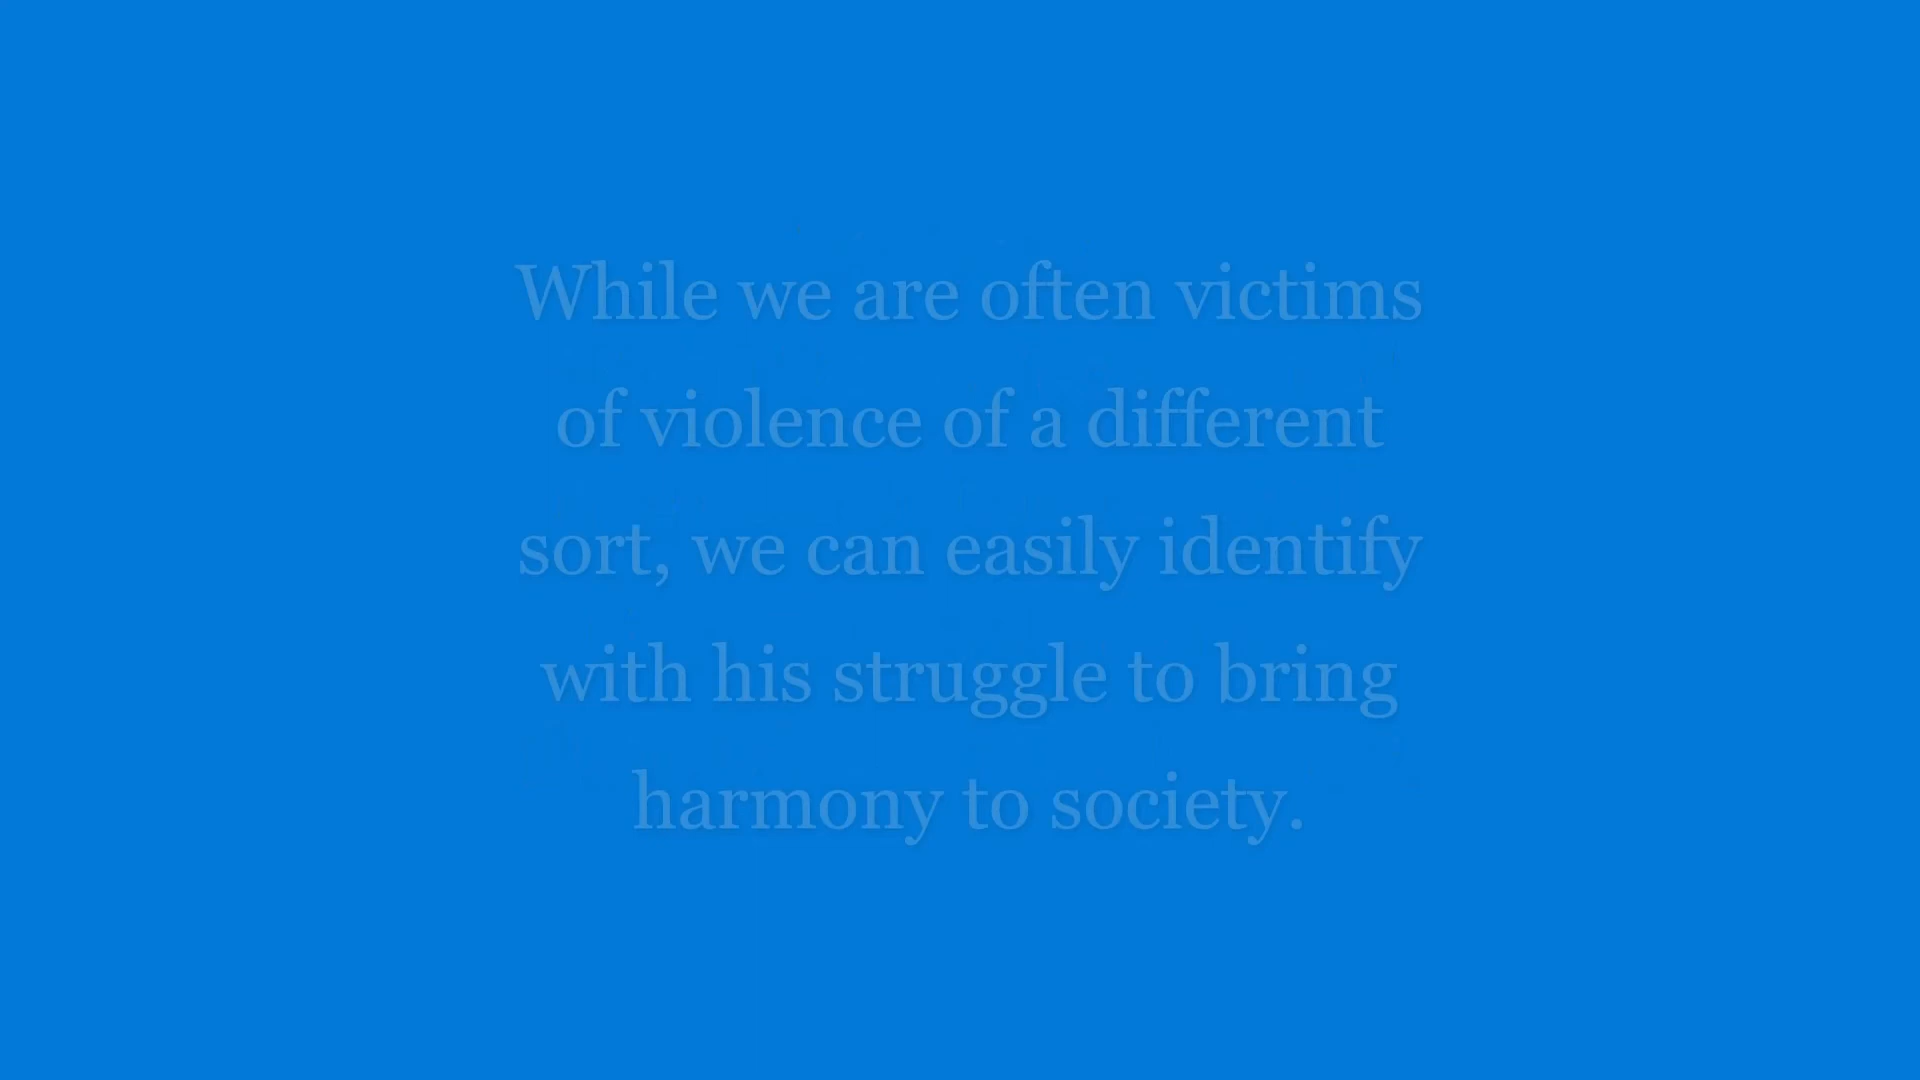 While we are often victims
of violence of a different
sort, we can easily identify
with his struggle to bring
harmony to society.